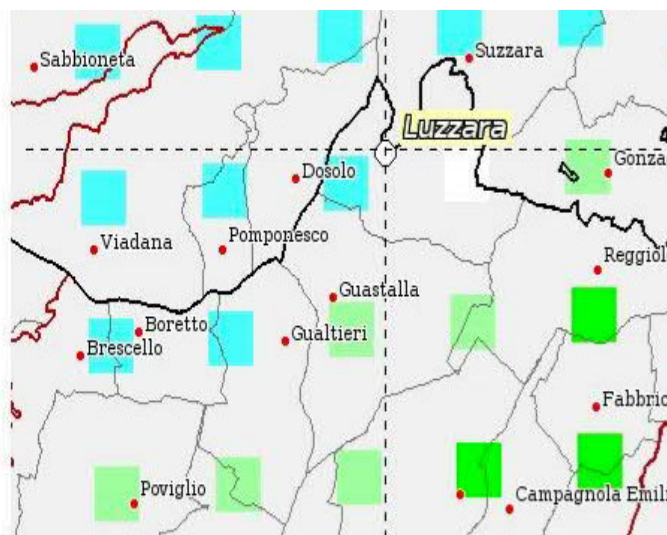 Suzzara
Sabbioneta
Luzzara
Dosolo
Gonza
Viadana
Pomponesco
Reggiol
Guastalla
Boretto
Gualtieri
Brescello
Fabbric
Poviglio
Campagnola Emili